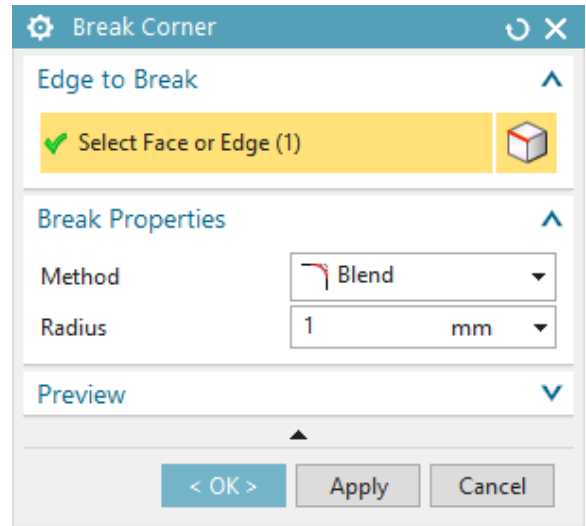 Break Corner
Edge to Break
Select Face or Edge (1)
Break Properties
Method Blend
Radius 1 mm
Preview
< OK > Apply Cancel